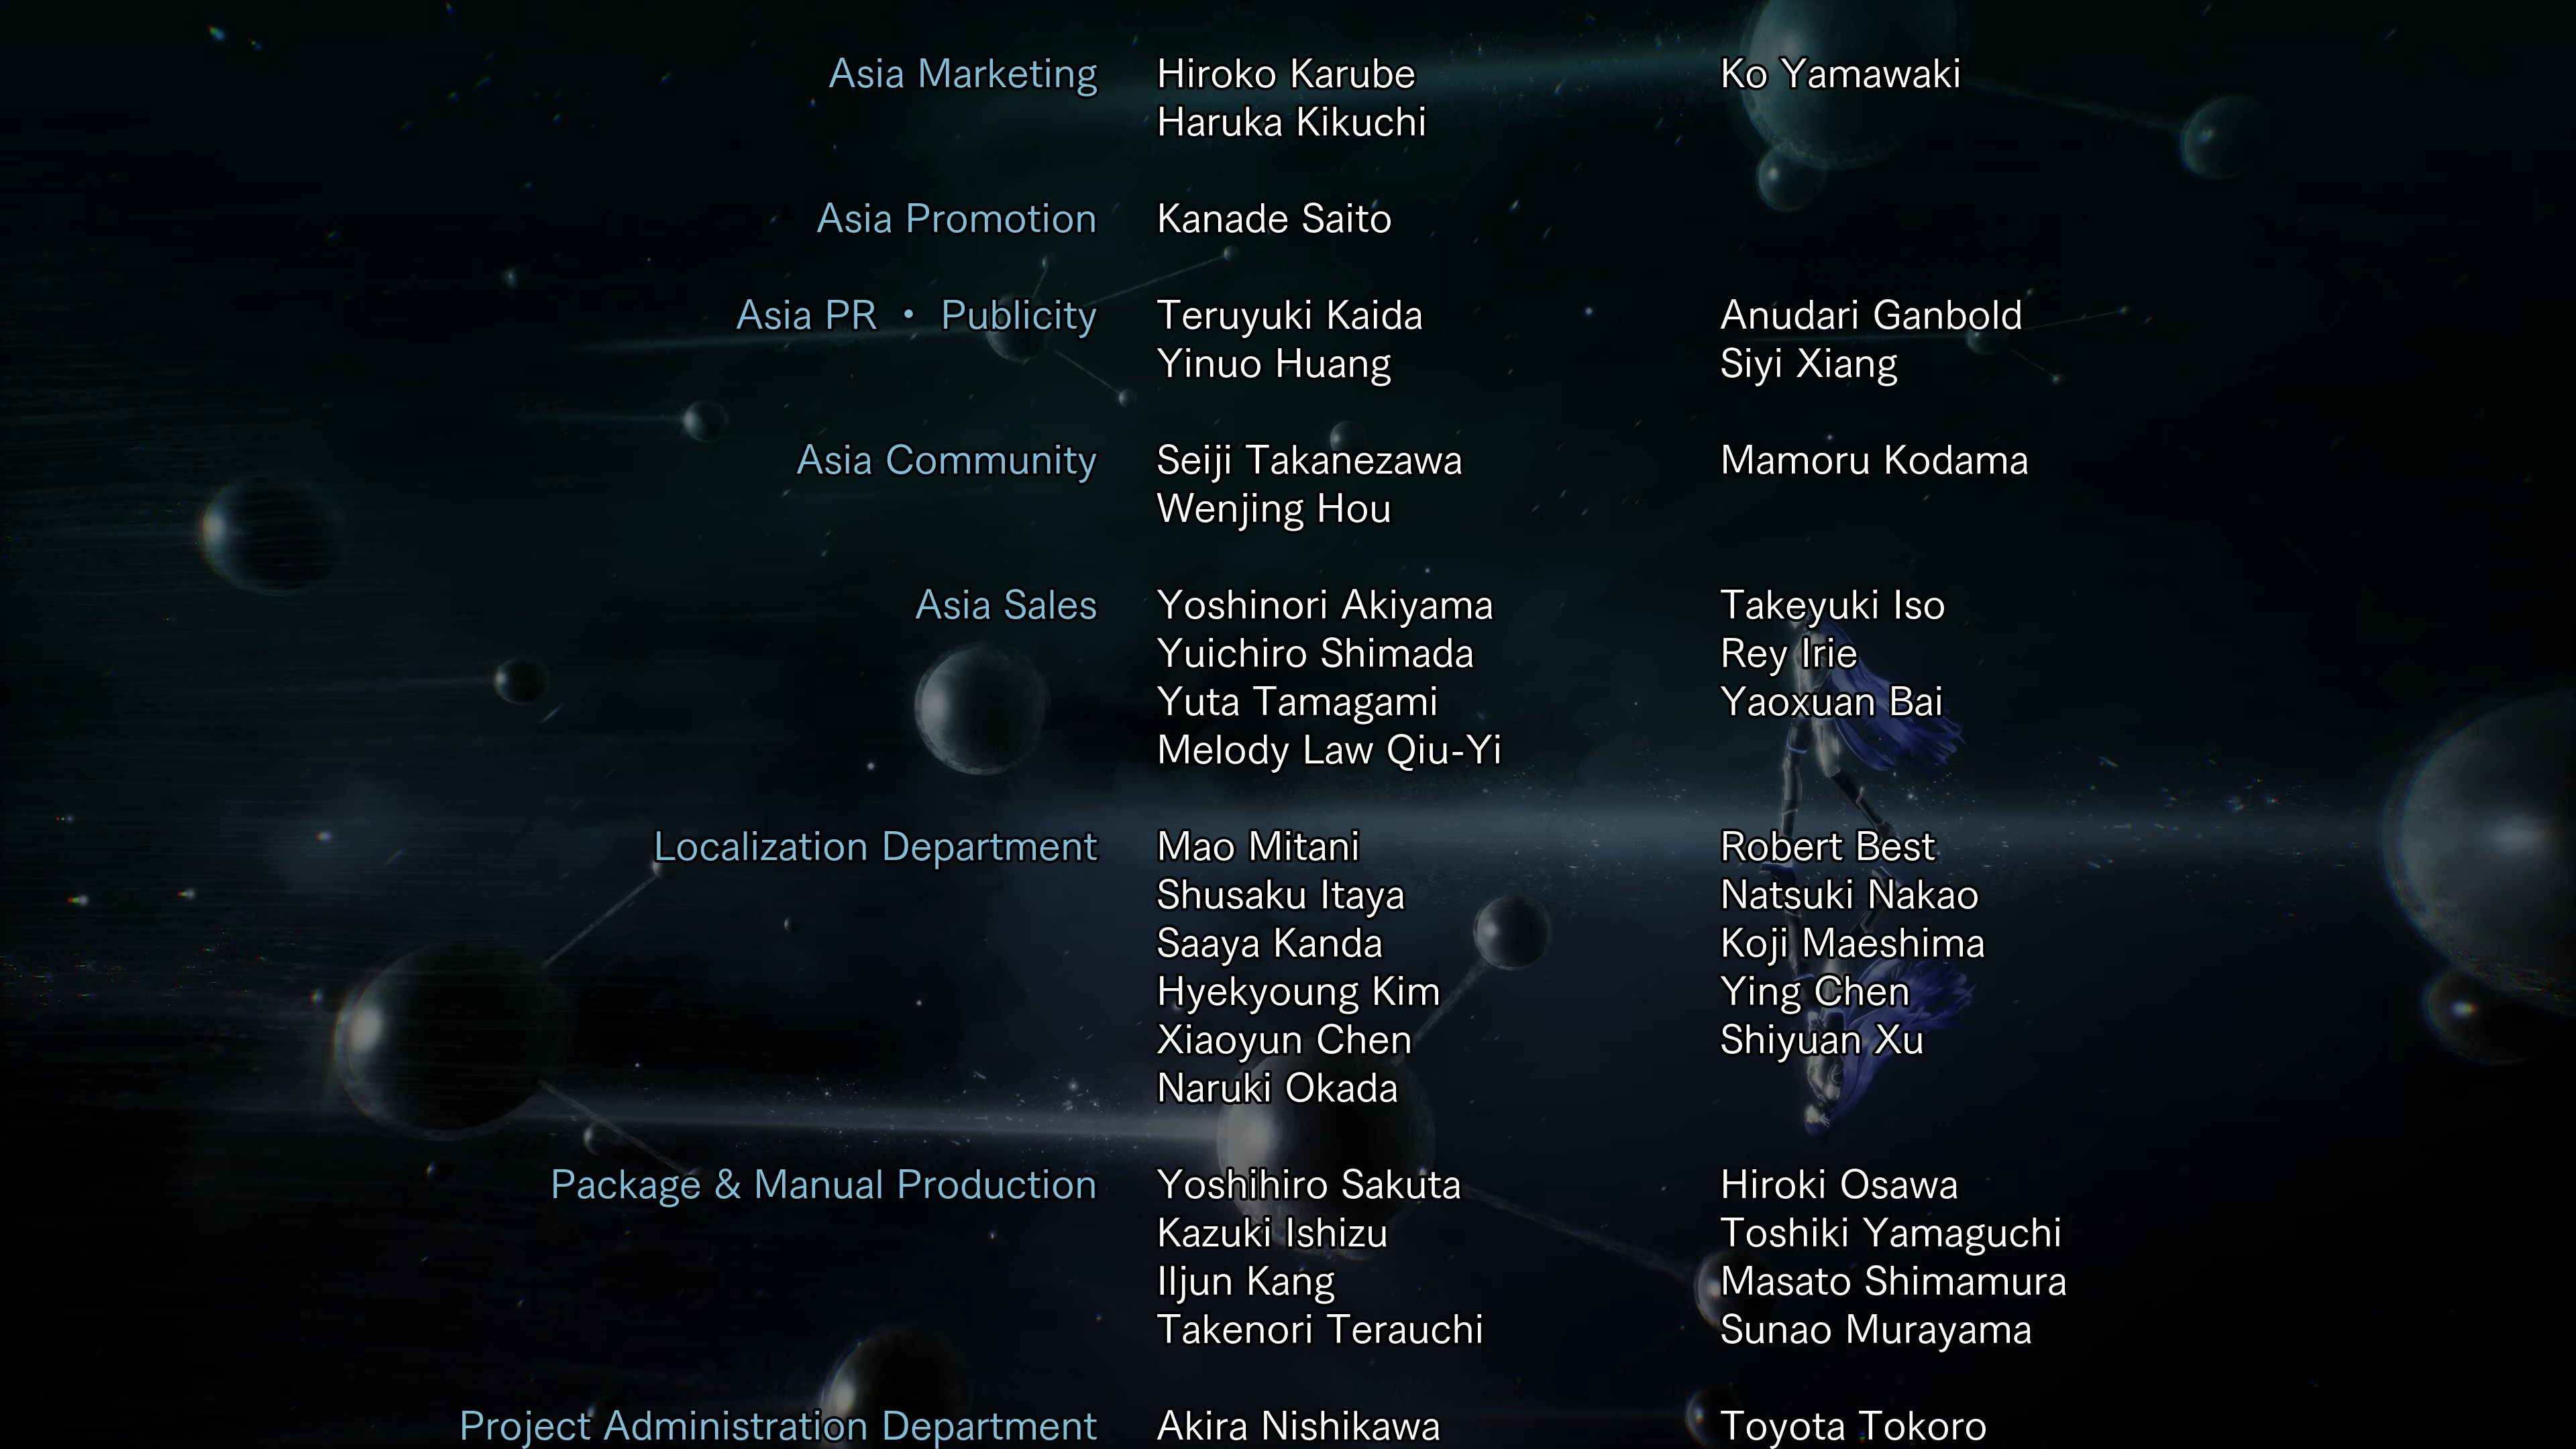 Asia Marketing Hiroko Karube Ko Yamawaki
Haruka Kikuchi
Asia Promotion Kanade Saito
Asia PR • Publicity Teruyuki Kaida Anudari Ganbold
Yinuo Huang Siyi Xiang
Asia Community Seiji Takanezawa Mamoru Kodama
Wenjing Hou
Asia Sales Yoshinori Akiyama Takeyuki Iso
Yuichiro Shimada Rey Irie
Yuta Tamagami Yaoxuan Bai
Melody Law Qiu-Yi
Localization Department Mao Mitani Robert Best
Shusaku Itaya Natsuki Nakao
Saaya Kanda Koji Maeshima
Hyekyoung Kim Ying Chen
Xiaoyun Chen Shiyuan Xu
Naruki Okada
Package & Manual Production Yoshihiro Sakuta Hiroki Osawa
Kazuki Ishizu Toshiki Yamaguchi
Iljun Kang Masato Shimamura
Takenori Terauchi Sunao Murayama
Project Administration Department Akira Nishikawa Toyota Tokoro